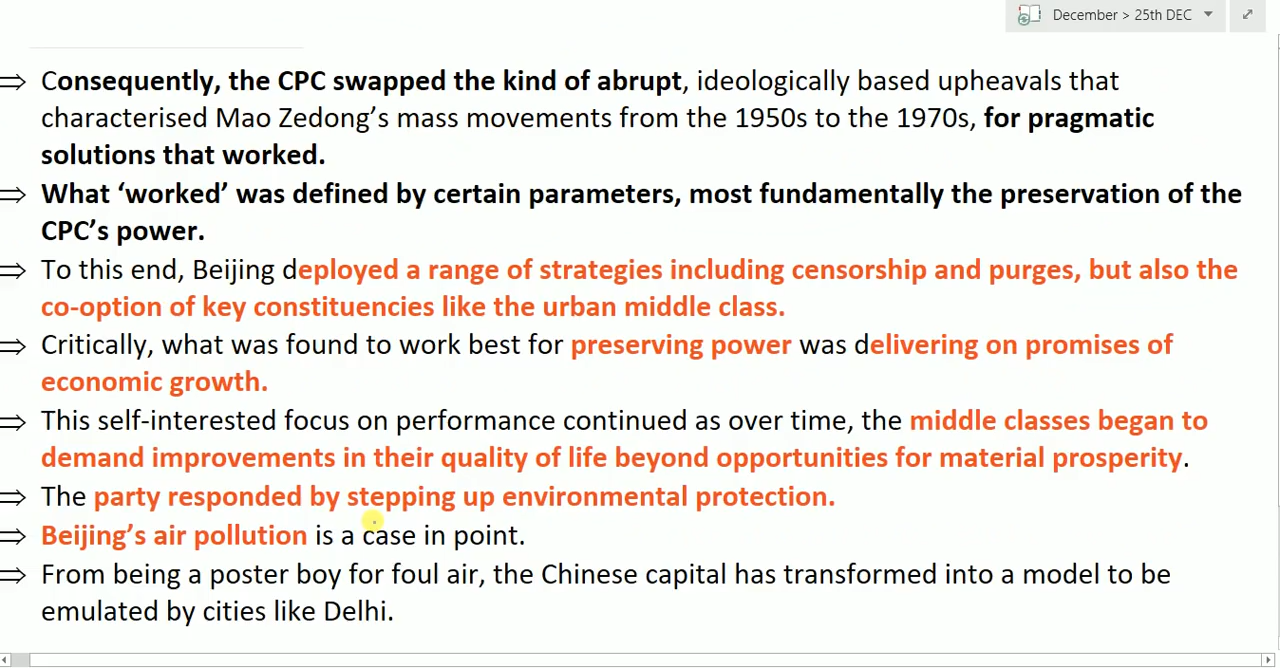 December > 25th DEC
⇒ Consequently, the CPC swapped the kind of abrupt, ideologically based upheavals that
characterised Mao Zedong’s mass movements from the 1950s to the 1970s, for pragmatic
solutions that worked.
⇒ What ‘worked’ was defined by certain parameters, most fundamentally the preservation of the
CPC’s power.
⇒ To this end, Beijing deployed a range of strategies including censorship and purges, but also the
co-option of key constituencies like the urban middle class.
⇒ Critically, what was found to work best for preserving power was delivering on promises of
economic growth.
⇒ This self-interested focus on performance continued as over time, the middle classes began to
demand improvements in their quality of life beyond opportunities for material prosperity.
⇒ The party responded by stepping up environmental protection.
⇒ Beijing’s air pollution is a case in point.
⇒ From being a poster boy for foul air, the Chinese capital has transformed into a model to be
emulated by cities like Delhi.